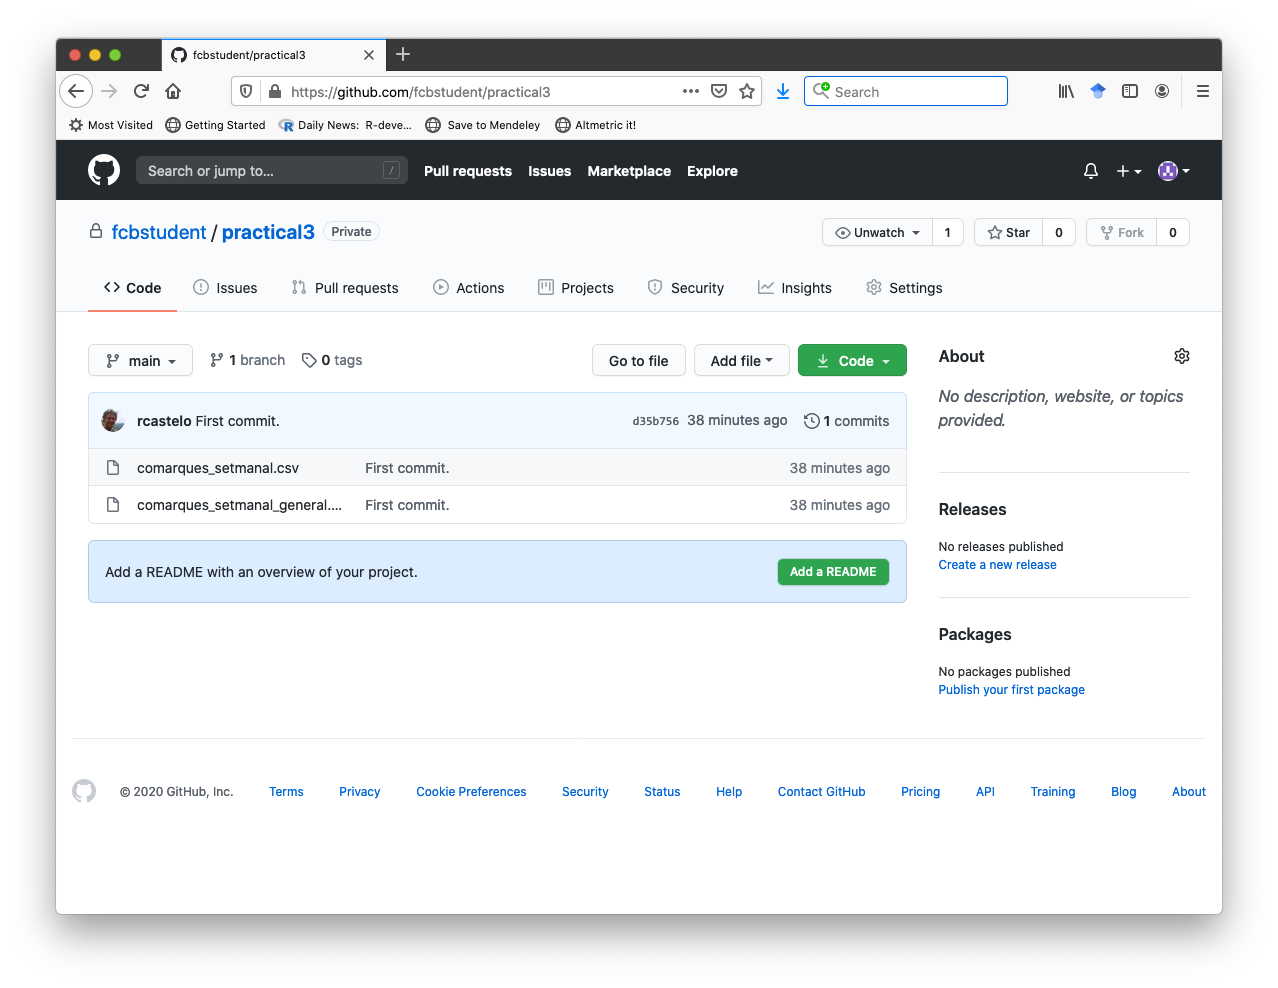 fcbstudent/practical3
https://github.com/fcbstudent/practical3
Search
Most Visited Getting Started Daily News: R-deve... Save to Mendeley Altmetric it!
Search or jump to... / Pull requests Issues Marketplace Explore
fcbstudent / practical3 Private Unwatch 1 Star 0 Fork 0
Code Issues Pull requests Actions Projects Security Insights Settings
main 1 branch 0 tags Go to file Add file Code
rcastelo First commit. d35b756 38 minutes ago 1 commits
comarques_setmanal.csv First commit. 38 minutes ago
comarques_setmanal_general.... First commit. 38 minutes ago
Add a README with an overview of your project. Add a README
About
No description, website, or topics
provided.
Releases
No releases published
Create a new release
Packages
No packages published
Publish your first package
© 2020 GitHub, Inc. Terms Privacy Cookie Preferences Security Status Help Contact GitHub Pricing API Training Blog About